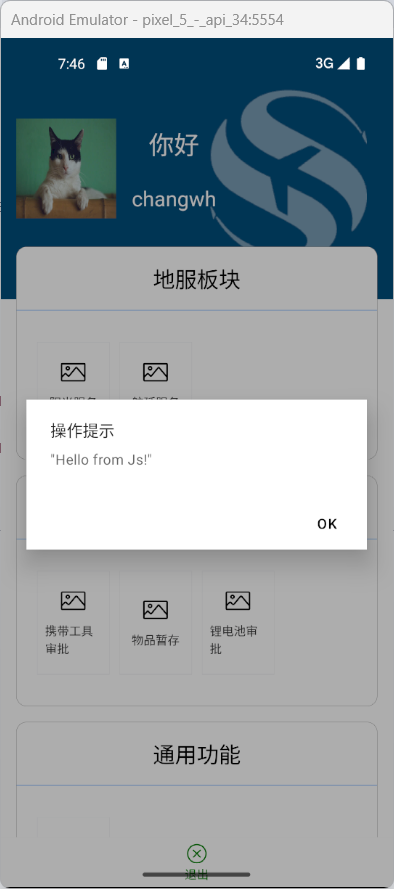 Android Emulator - pixel_5_-_api_34:5554
7:46
3G
你好
changwh
地服板块
操作提示
"Hello from Js!"
OK
携带工具
审批
物品暂存
锂电池审
批
通用功能
退出